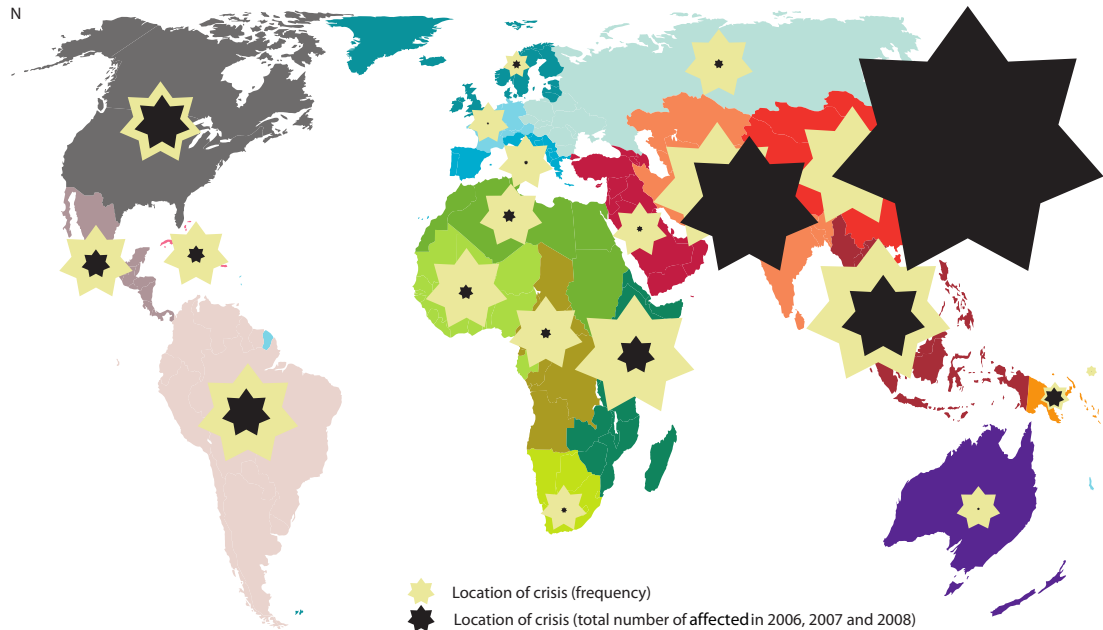 N
Location of crisis (frequency)
Location of crisis (total number of affected in 2006, 2007 and 2008)